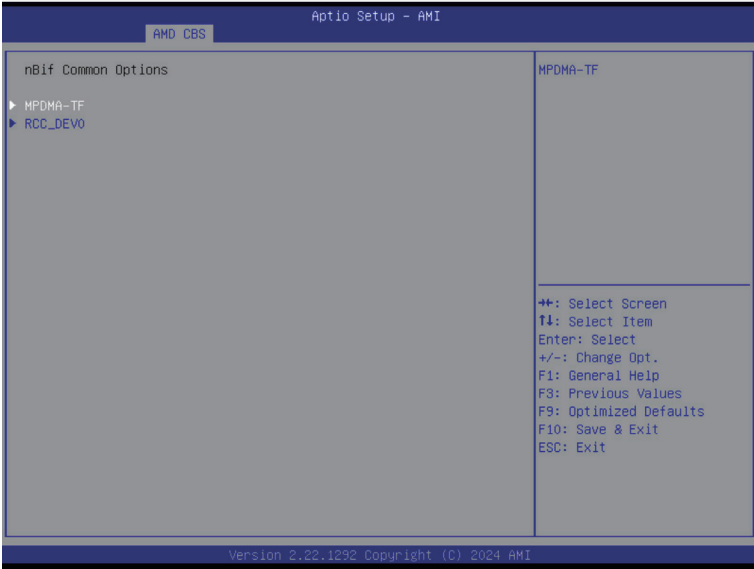 Aptio Setup – AMI
AMD CBS
nBif Common Options
MPDMA-TF
RCC_DEV0
MPDMA-TF
→←: Select Screen
↑↓: Select Item
Enter: Select
+/-: Change Opt.
F1: General Help
F3: Previous Values
F9: Optimized Defaults
F10: Save & Exit
ESC: Exit
Version 2.22.1292 Copyright (C) 2024 AMI